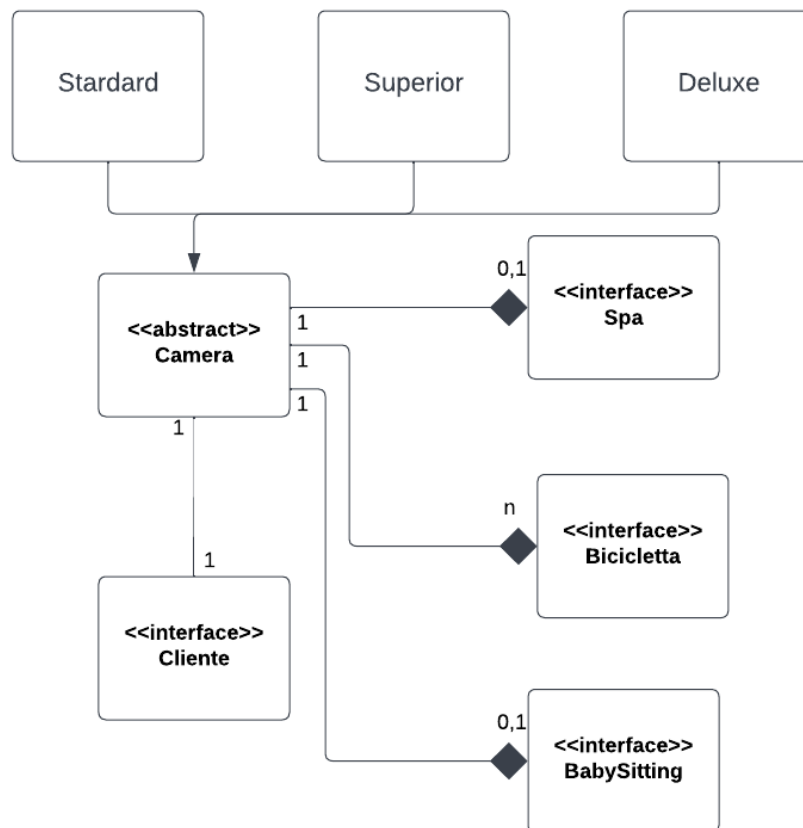 Stardard
Superior
Deluxe
0,1
<<interface>>
Spa
<<abstract>>
Camera
1
1
1
1
n
<<interface>>
Bicicletta
1
<<interface>>
Cliente
0,1
<<interface>>
BabySitting